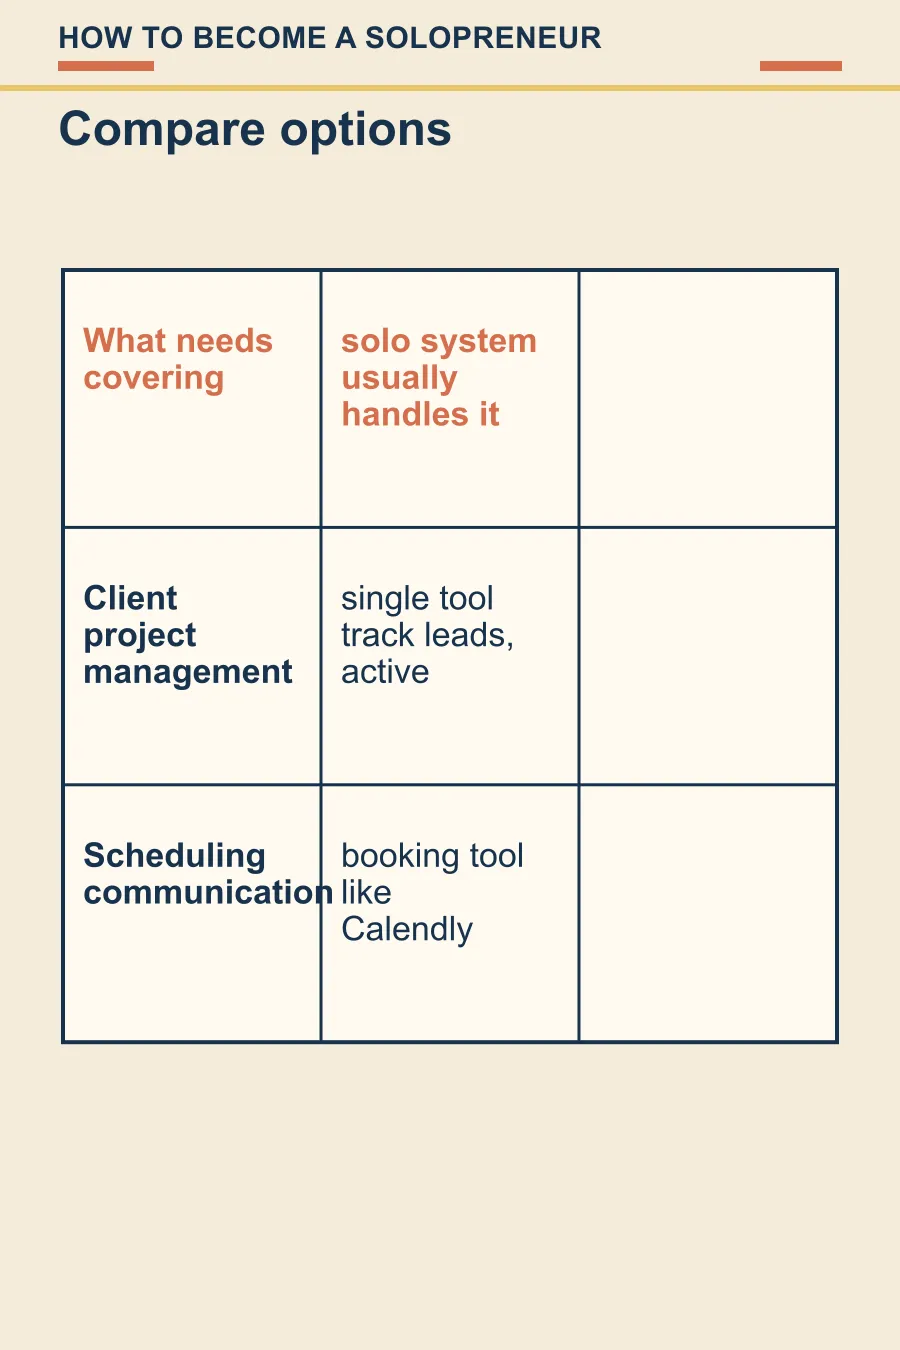 HOW TO BECOME A SOLOPRENEUR
Compare options
What needs
covering
solo system
usually
handles it
Client
project
management
single tool
track leads,
active
Scheduling
communication
booking tool
like
Calendly